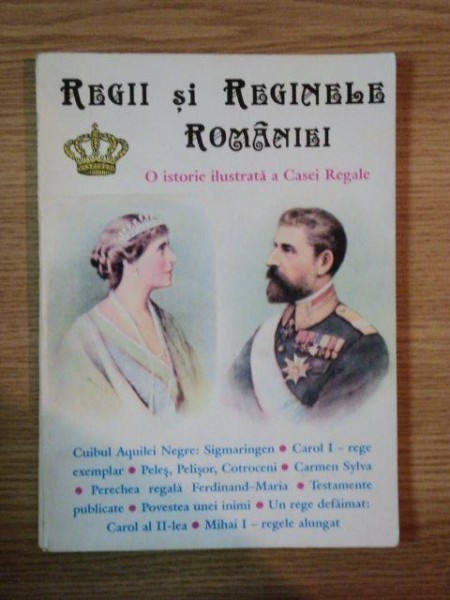 REGII și REGINELE
ROMÂNIEI
O istorie ilustrată a Casei Regale
Cuibul Aquilei Negre: Sigmaringen • Carol I – rege
exemplar • Peleș, Pelișor, Cotroceni • Carmen Sylva
• Perechea regală Ferdinand–Maria • Testamente
publicate • Povestea unei inimi • Un rege defăimat:
Carol al II-lea • Mihai I – regele alungat